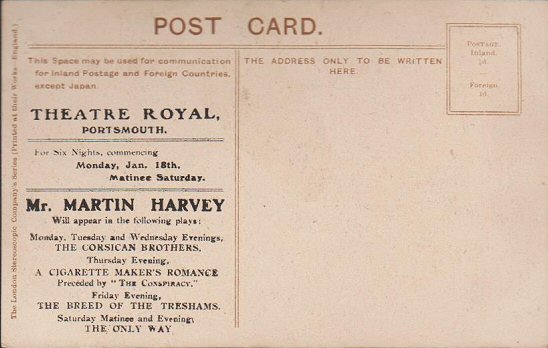 POST CARD.
This Space may be used for communication
for Inland Postage and Foreign Countries,
except Japan.
THE ADDRESS ONLY TO BE WRITTEN
HERE.
POSTAGE.
Inland.
½d.
Foreign
1d.
THEATRE ROYAL,
PORTSMOUTH.
For Six Nights, commencing
Monday, Jan. 18th.
Matinee Saturday.
Mr. MARTIN HARVEY
Will appear in the following plays:
Monday, Tuesday and Wednesday Evenings,
THE CORSICAN BROTHERS.
Thursday Evening,
A CIGARETTE MAKER'S ROMANCE
Preceded by "THE CONSPIRACY."
Friday Evening,
THE BREED OF THE TRESHAMS.
Saturday Matinee and Evening,
THE ONLY WAY
The London Stereoscopic Company's Series (Printed at their Works - England.)